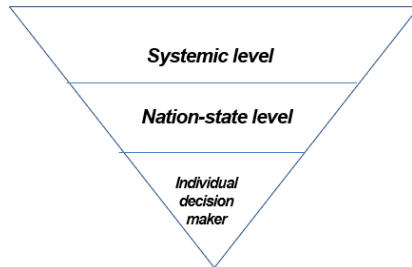 Systemic level
Nation-state level
Individual
decision
maker